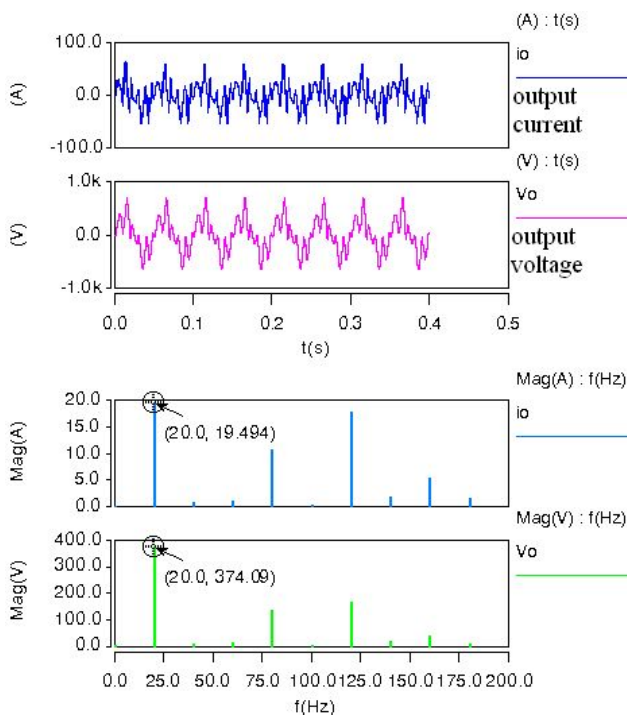 (A) : t(s)
100.0
0.0
-100.0
(A)
io
output
current
(V) : t(s)
1.0k
0.0
-1.0k
(V)
Vo
output
voltage
0.0 0.1 0.2 0.3 0.4 0.5
t(s)
Mag(A) : f(Hz)
20.0
15.0
10.0
5.0
0.0
Mag(A)
(20.0, 19.494)
io
Mag(V) : f(Hz)
400.0
300.0
200.0
100.0
0.0
Mag(V)
(20.0, 374.09)
Vo
0.0 25.0 50.0 75.0 100.0 125.0 150.0 175.0 200.0
f(Hz)